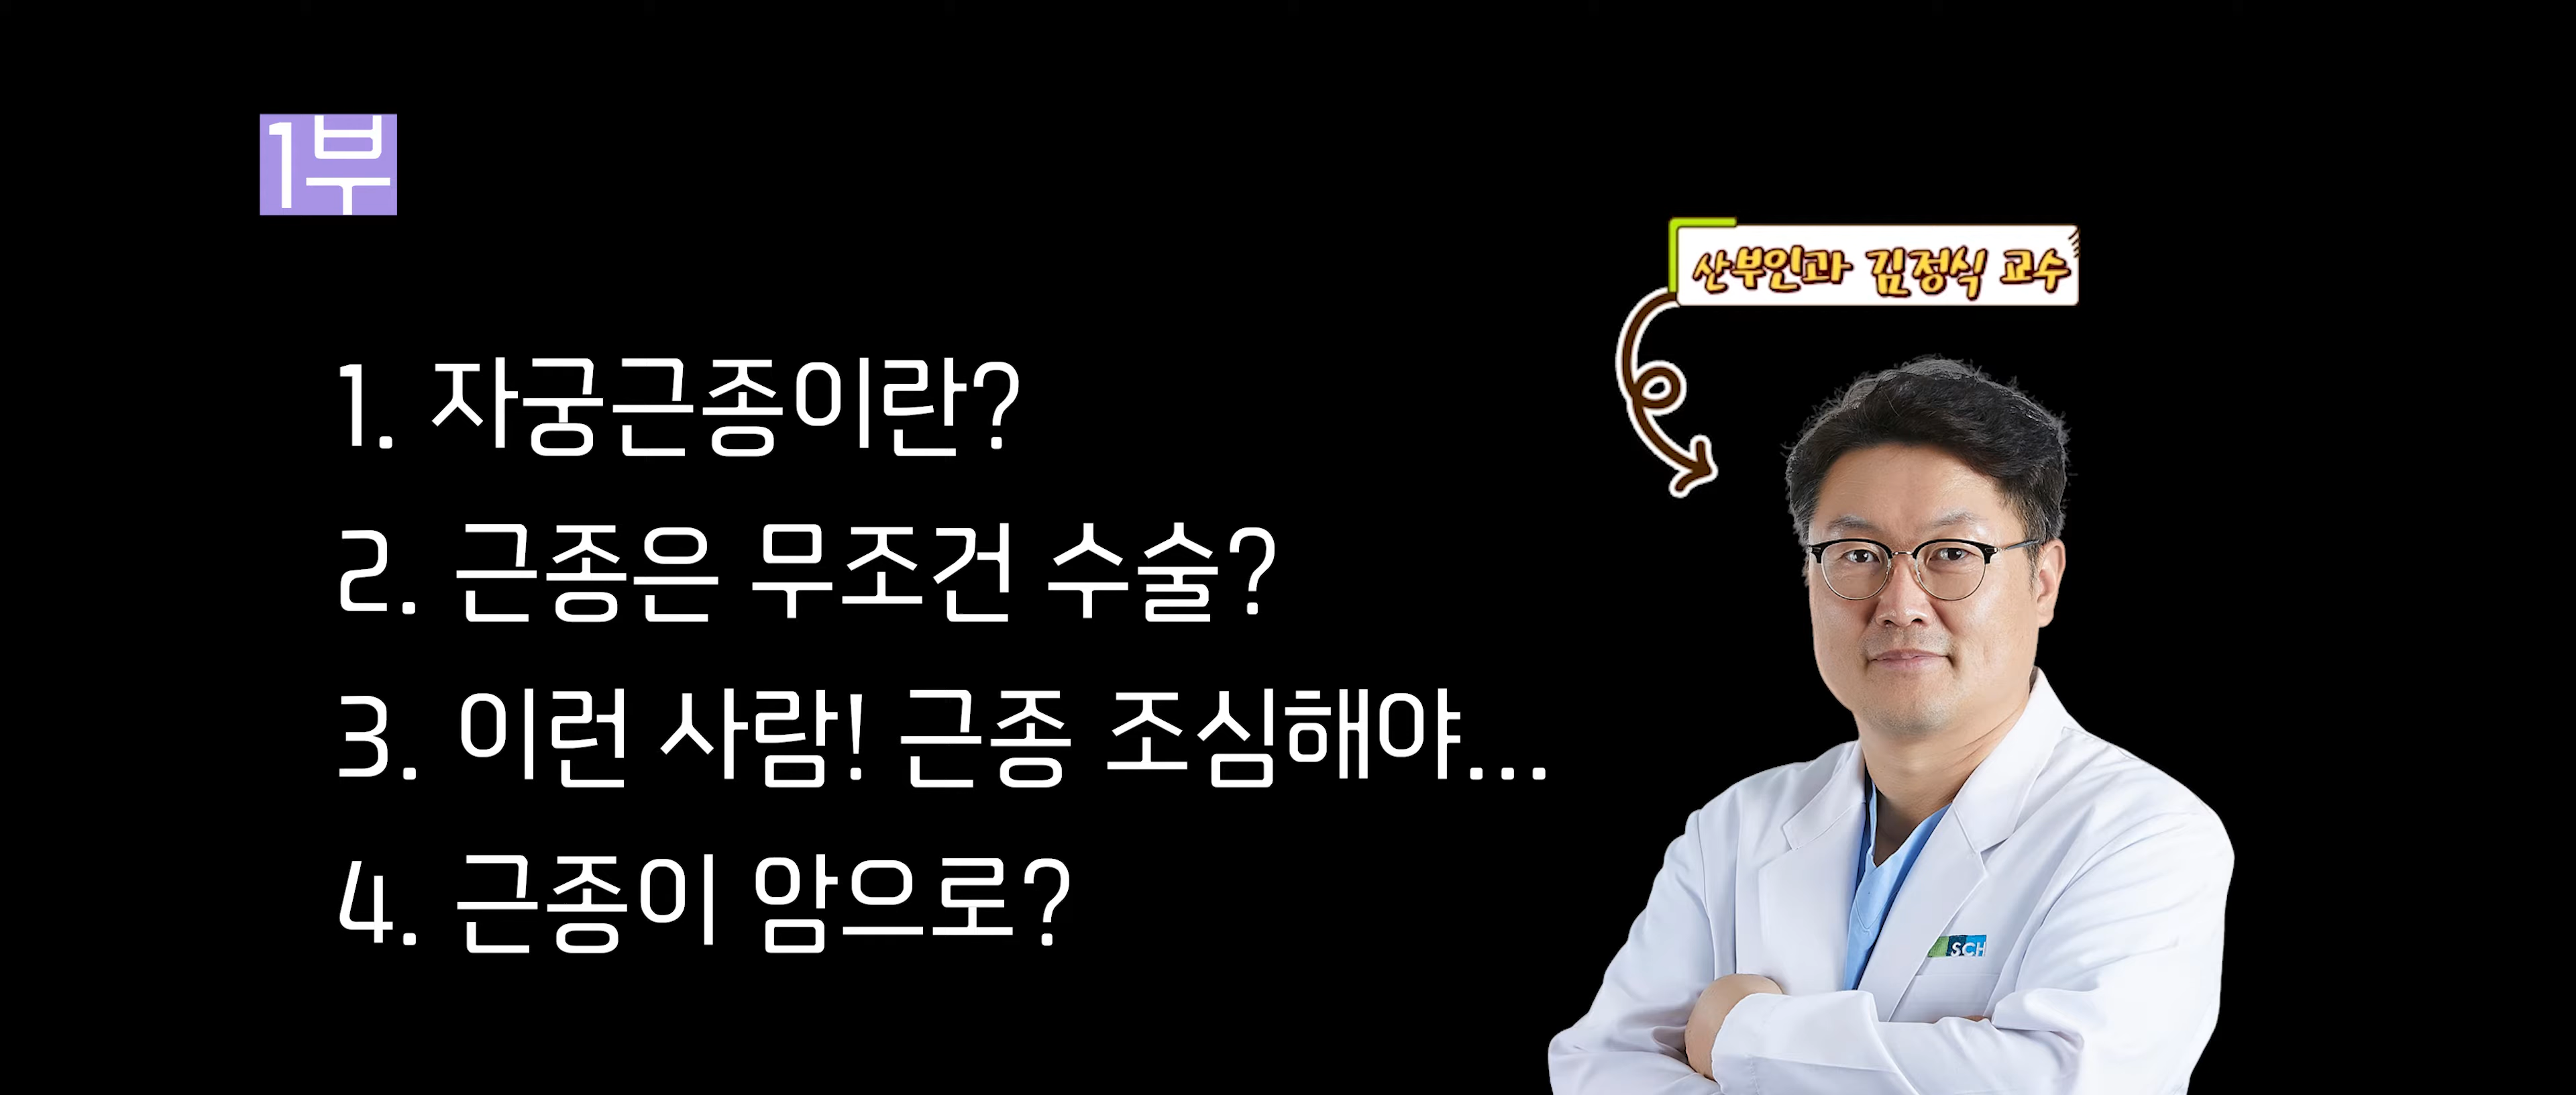 1부
산부인과 김정식 교수
1. 자궁근종이란?
2. 근종은 무조건 수술?
3. 이런 사람! 근종 조심해야...
4. 근종이 암으로?
SCH